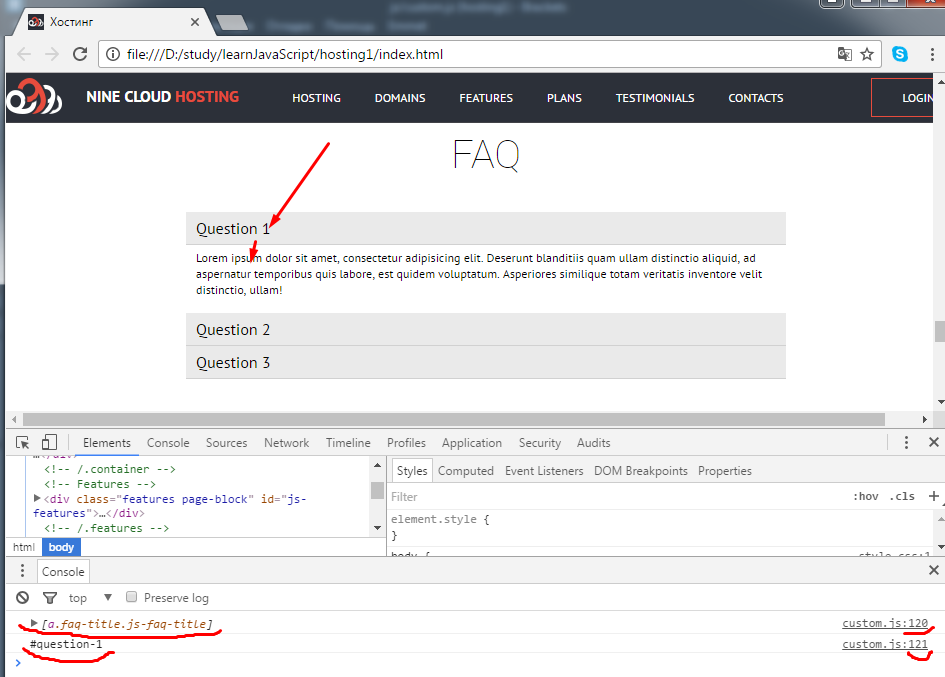 Хостинг
file:///D:/study/learnJavaScript/hosting1/index.html
NINE CLOUD HOSTING
HOSTING
DOMAINS
FEATURES
PLANS
TESTIMONIALS
CONTACTS
LOGIN
FAQ
Question 1
Lorem ipsum dolor sit amet, consectetur adipisicing elit. Deserunt blanditiis quam ullam distinctio aliquid, ad
aspernatur temporibus quis labore, est quidem voluptatum. Asperiores similique totam veritatis inventore velit
distinctio, ullam!
Question 2
Question 3
Elements Console Sources Network Timeline Profiles Application Security Audits
…</div>
<!-- /.container -->
<!-- Features -->
<div class="features page-block" id="js-
features">…</div>
<!-- /.features -->
html body
Styles Computed Event Listeners DOM Breakpoints Properties
Filter :hov .cls +
element.style {
}
body { style.css:1
Console
top Preserve log
[a.faq-title.js-faq-title] custom.js:120
#question-1 custom.js:121